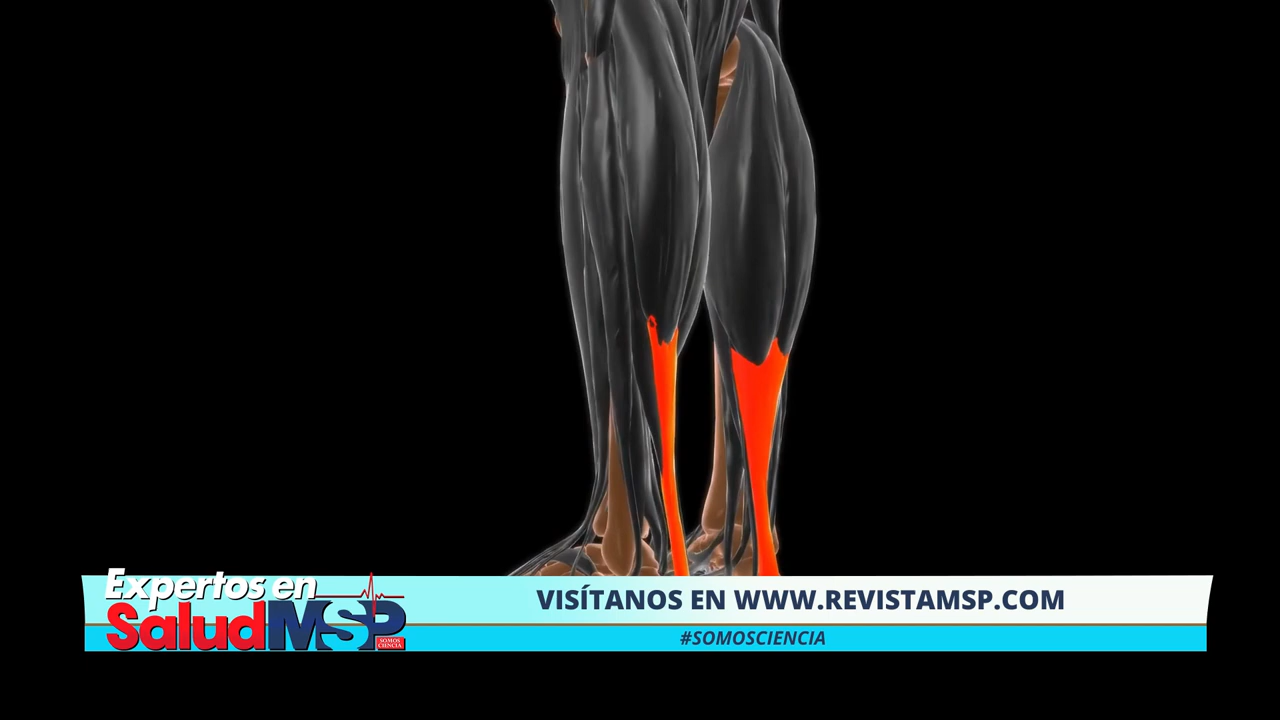 Expertos en
SaludMSP
SOMOS
CIENCIA
VISÍTANOS EN WWW.REVISTAMSP.COM
#SOMOSCIENCIA